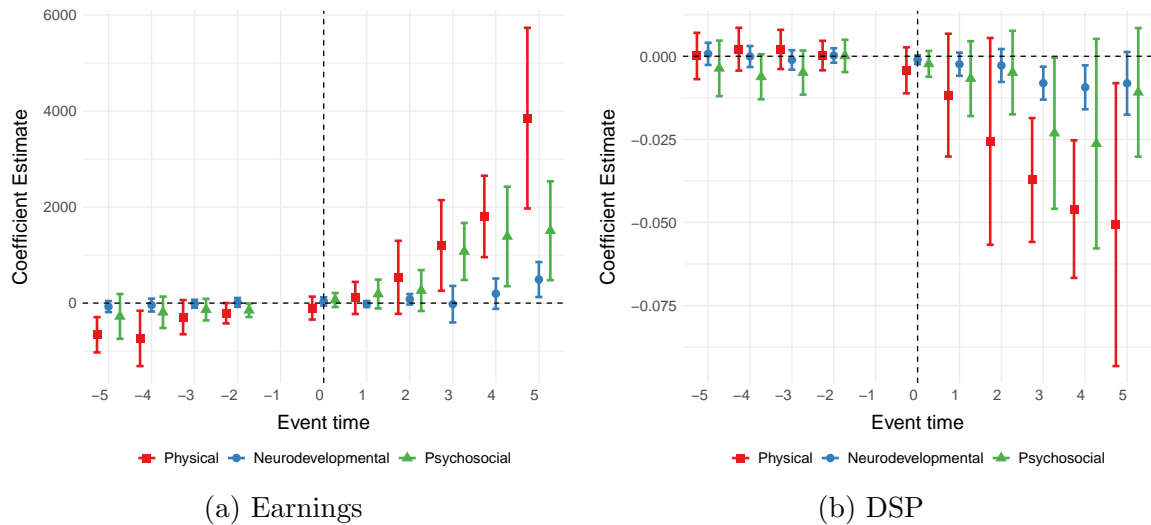 6000
4000
2000
0
Coefficient Estimate
−5 −4 −3 −2 −1 0 1 2 3 4 5
Event time
Physical Neurodevelopmental Psychosocial
(a) Earnings
0.000
−0.025
−0.050
−0.075
Coefficient Estimate
−5 −4 −3 −2 −1 0 1 2 3 4 5
Event time
Physical Neurodevelopmental Psychosocial
(b) DSP